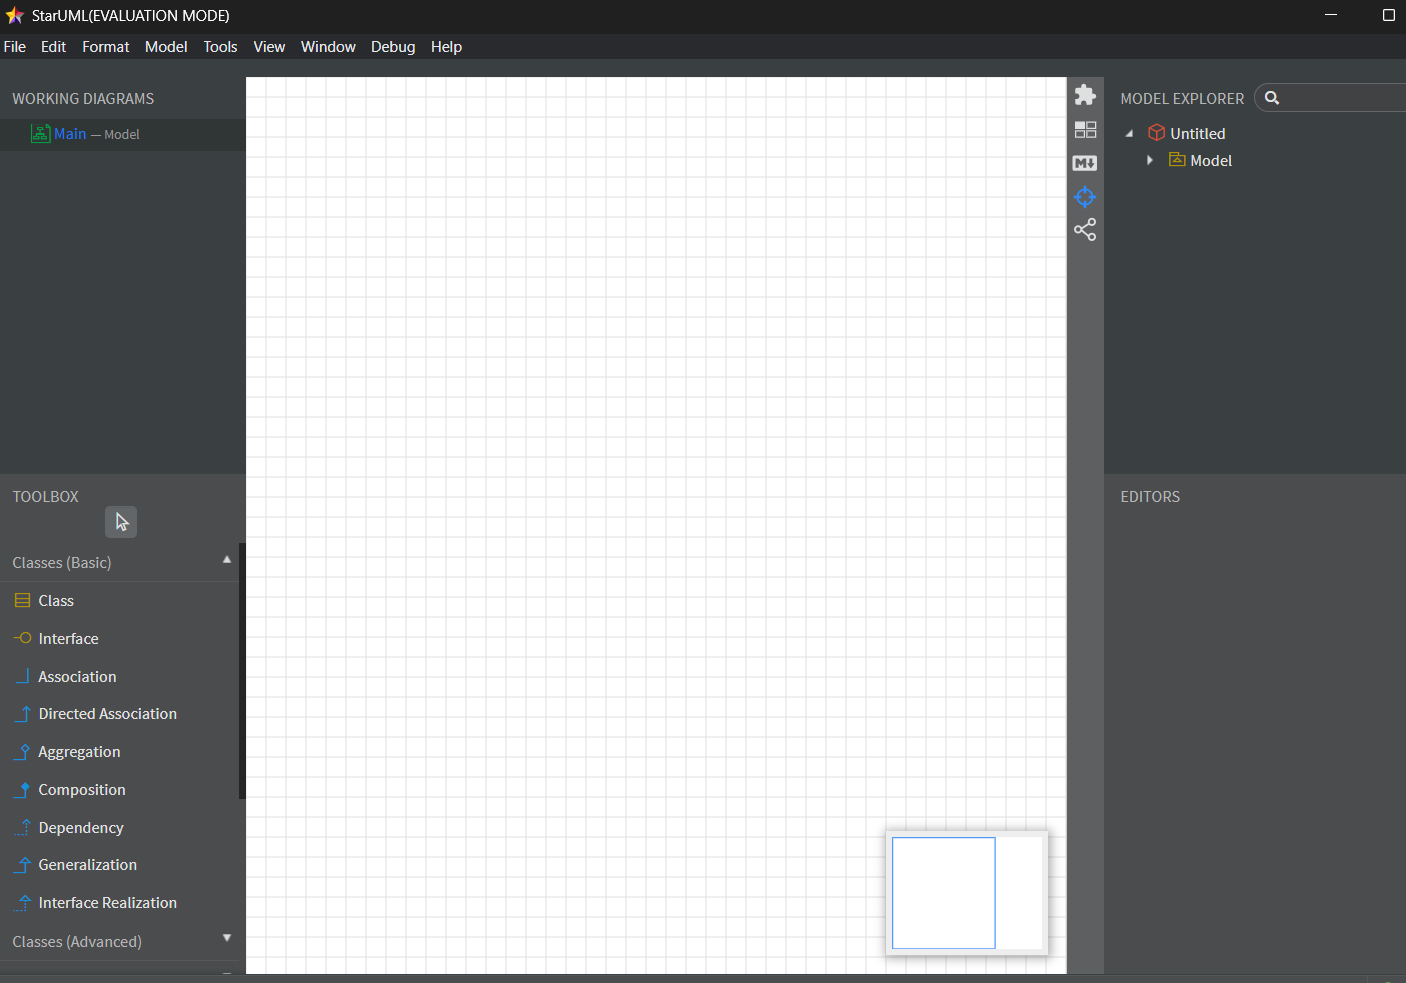 StarUML(EVALUATION MODE)
File Edit Format Model Tools View Window Debug Help
WORKING DIAGRAMS
Main — Model
TOOLBOX
Classes (Basic)
Class
Interface
Association
Directed Association
Aggregation
Composition
Dependency
Generalization
Interface Realization
Classes (Advanced)
M
MODEL EXPLORER
Untitled
Model
EDITORS